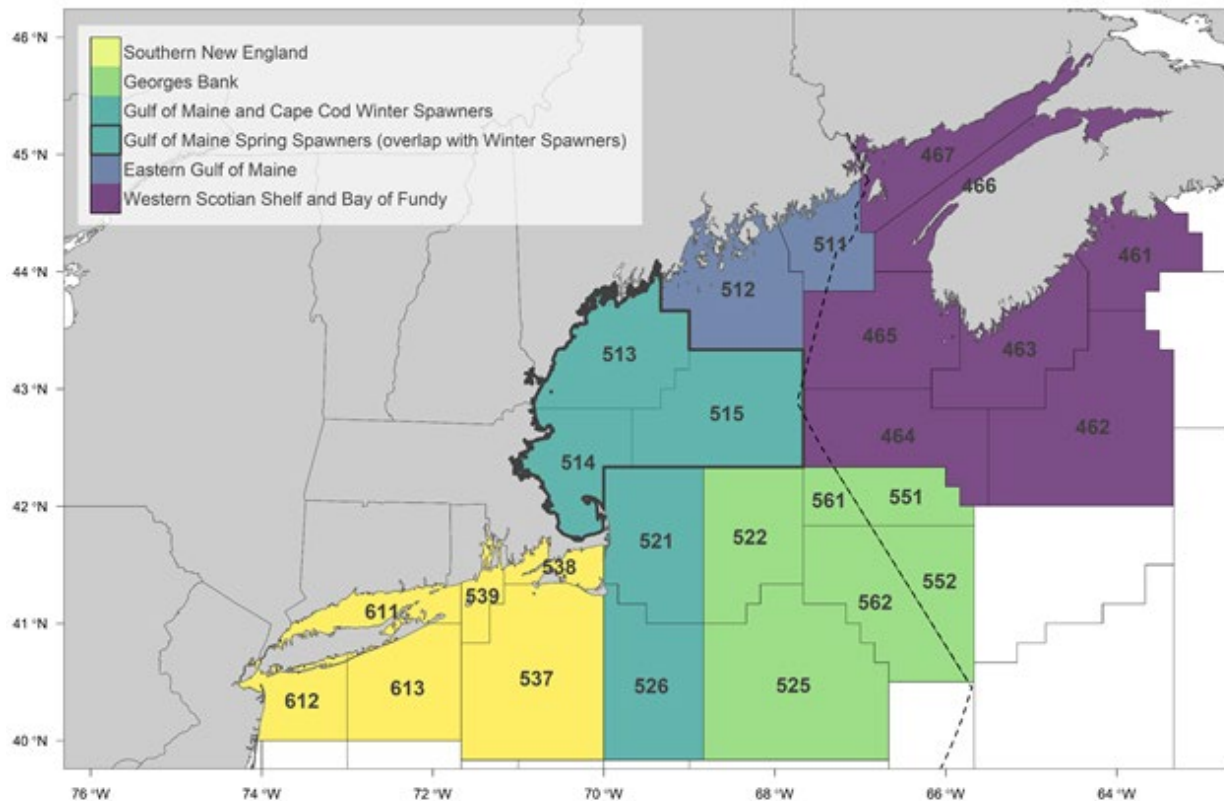 46°N
Southern New England
Georges Bank
Gulf of Maine and Cape Cod Winter Spawners
Gulf of Maine Spring Spawners (overlap with Winter Spawners)
Eastern Gulf of Maine
Western Scotian Shelf and Bay of Fundy
45°N
467
466
511
461
44°N
512
465
463
513
43°N
515
464
462
514
42°N
561
551
521
522
538
552
539
562
611
41°N
537
526
525
613
612
40°N
76°W
74°W
72°W
70°W
68°W
66°W
64°W